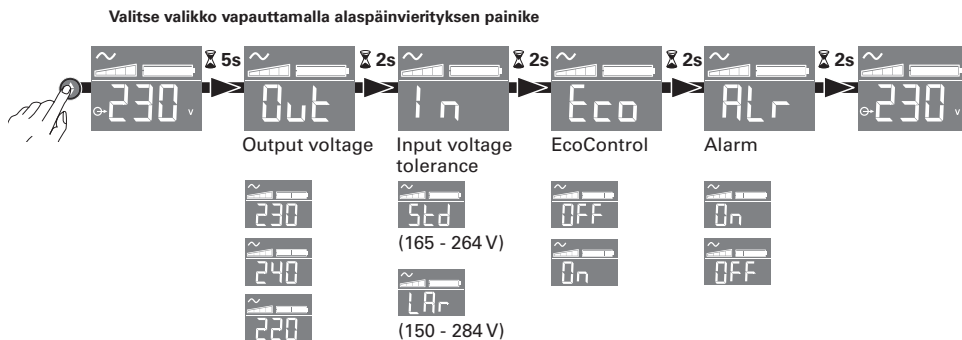 Valitse valikko vapauttamalla alaspäinvierityksen painike
5s 2s 2s 2s 2s
230 v Out In Eco ALr 230 v
Output voltage Input voltage EcoControl Alarm
tolerance
230 Std OFF On
(165 - 264 V)
240 On OFF
LAr
220
(150 - 284 V)